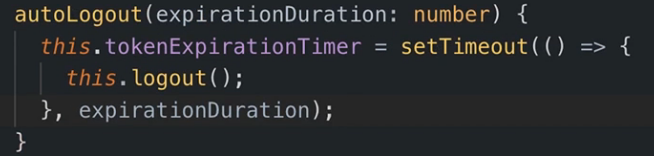 autoLogout(expirationDuration: number) {
  this.tokenExpirationTimer = setTimeout(() => {
    this.logout();
  }, expirationDuration);
}